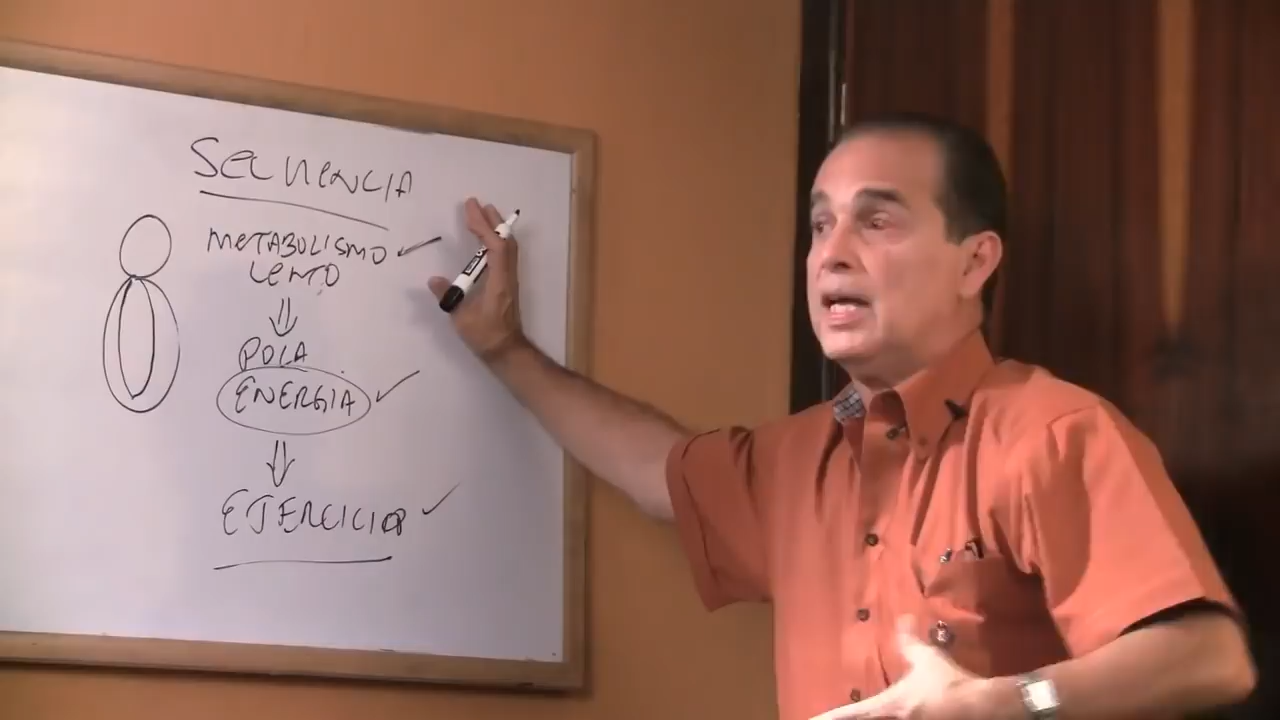 SECUENCIA
METABOLISMO
LENTO
POCA
ENERGIA
EJERCICIO